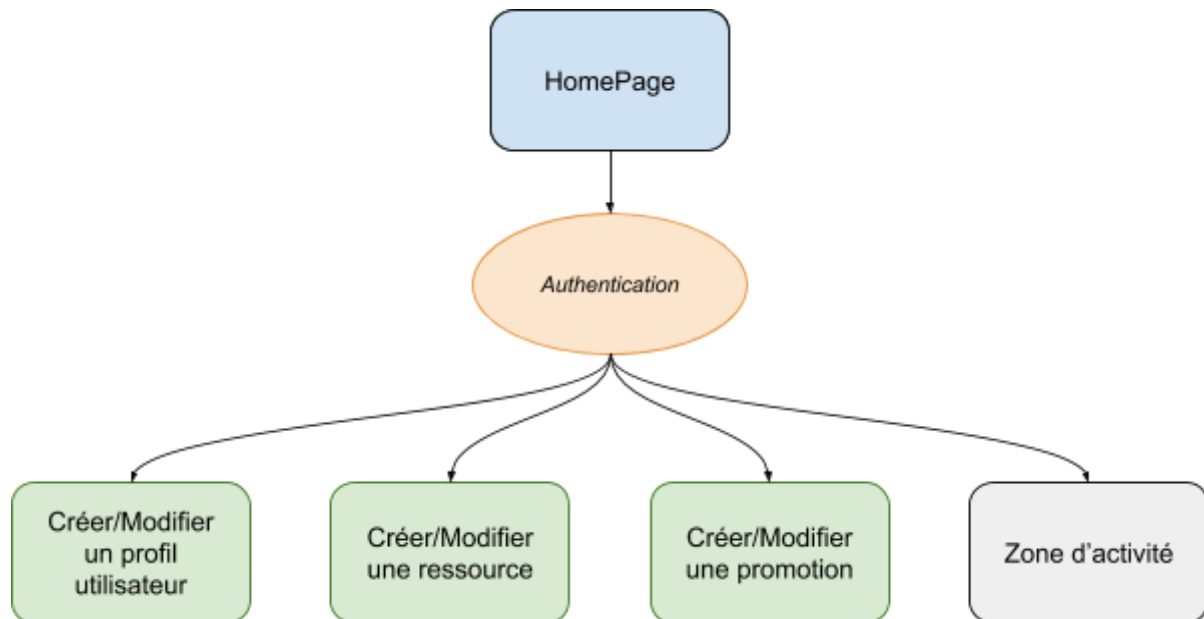 HomePage
Authentication
Créer/Modifier
un profil
utilisateur
Créer/Modifier
une ressource
Créer/Modifier
une promotion
Zone d’activité